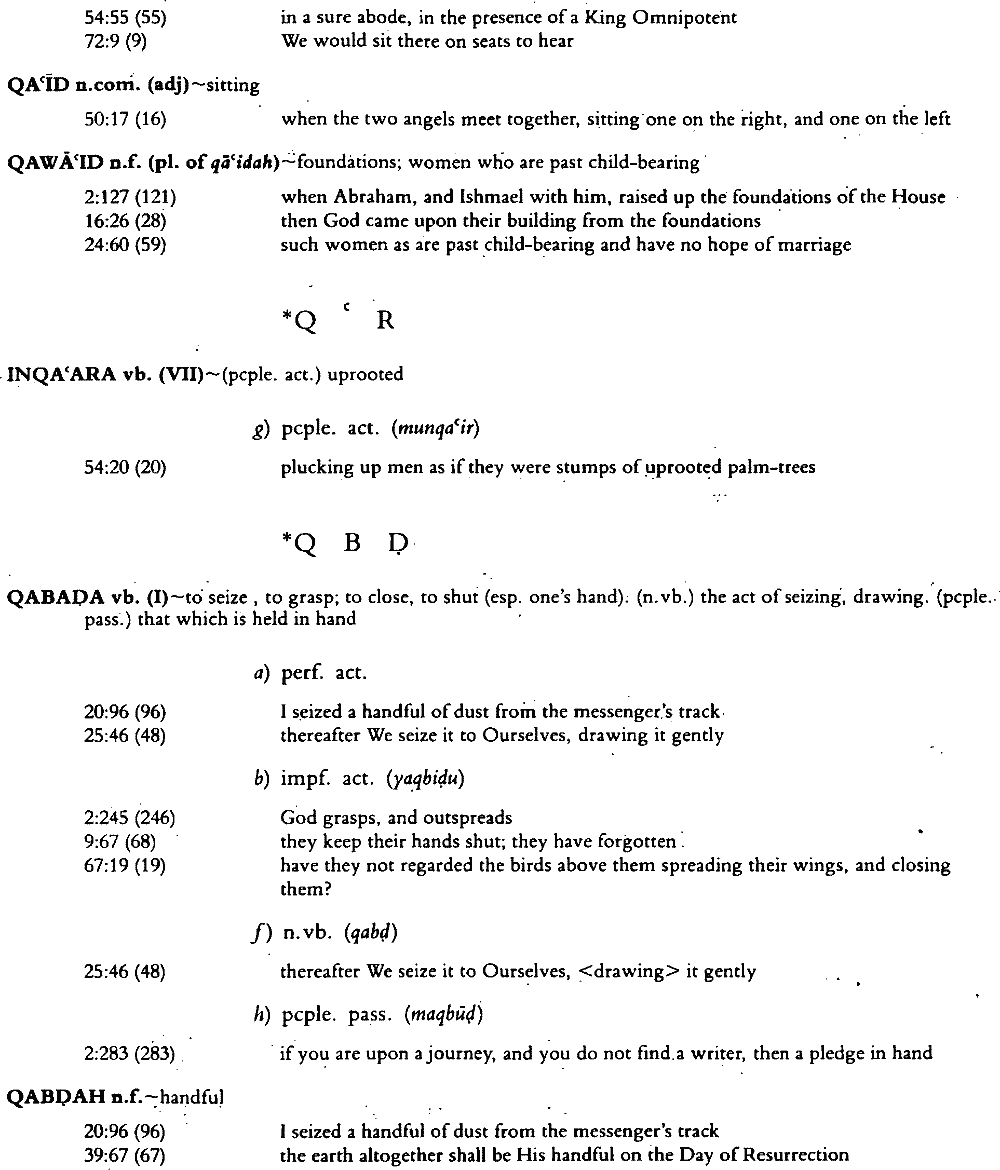 54:55 (55) in a sure abode, in the presence of a King Omnipotent
72:9 (9) We would sit there on seats to hear
QAʿĪD n.com. (adj)~sitting
50:17 (16) when the two angels meet together, sitting one on the right, and one on the left
QAWĀʿID n.f. (pl. of qāʿidah)~foundations; women who are past child-bearing
2:127 (121) when Abraham, and Ishmael with him, raised up the foundations of the House
16:26 (28) then God came upon their building from the foundations
24:60 (59) such women as are past child-bearing and have no hope of marriage
*Q ʿ R
INQAʿARA vb. (VII)~(pcple. act.) uprooted
g) pcple. act. (munqaʿir)
54:20 (20) plucking up men as if they were stumps of uprooted palm-trees
*Q B Ḍ
QABAḌA vb. (I)~to seize , to grasp; to close, to shut (esp. one's hand). (n.vb.) the act of seizing, drawing. (pcple.
pass.) that which is held in hand
a) perf. act.
20:96 (96) I seized a handful of dust from the messenger's track
25:46 (48) thereafter We seize it to Ourselves, drawing it gently
b) impf. act. (yaqbiḍu)
2:245 (246) God grasps, and outspreads
9:67 (68) they keep their hands shut; they have forgotten
67:19 (19) have they not regarded the birds above them spreading their wings, and closing
them?
f) n.vb. (qabḍ)
25:46 (48) thereafter We seize it to Ourselves, <drawing> it gently
h) pcple. pass. (maqbūḍ)
2:283 (283) if you are upon a journey, and you do not find a writer, then a pledge in hand
QABḌAH n.f.~handful
20:96 (96) I seized a handful of dust from the messenger's track
39:67 (67) the earth altogether shall be His handful on the Day of Resurrection